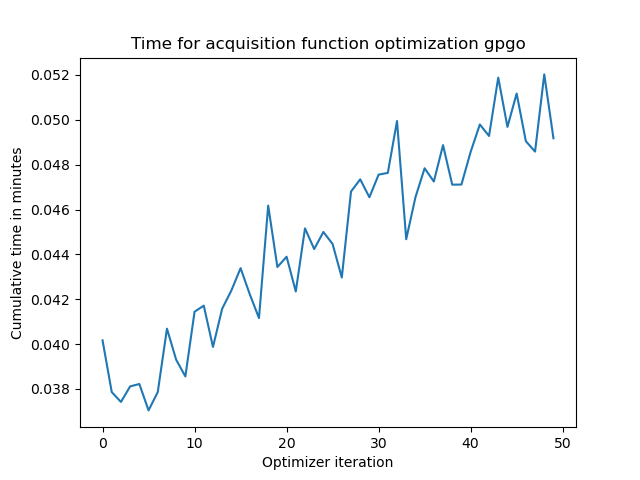 Time for acquisition function optimization gpgo
0.052
0.050
0.048
0.046
0.044
0.042
0.040
0.038
Cumulative time in minutes
0 10 20 30 40 50
Optimizer iteration